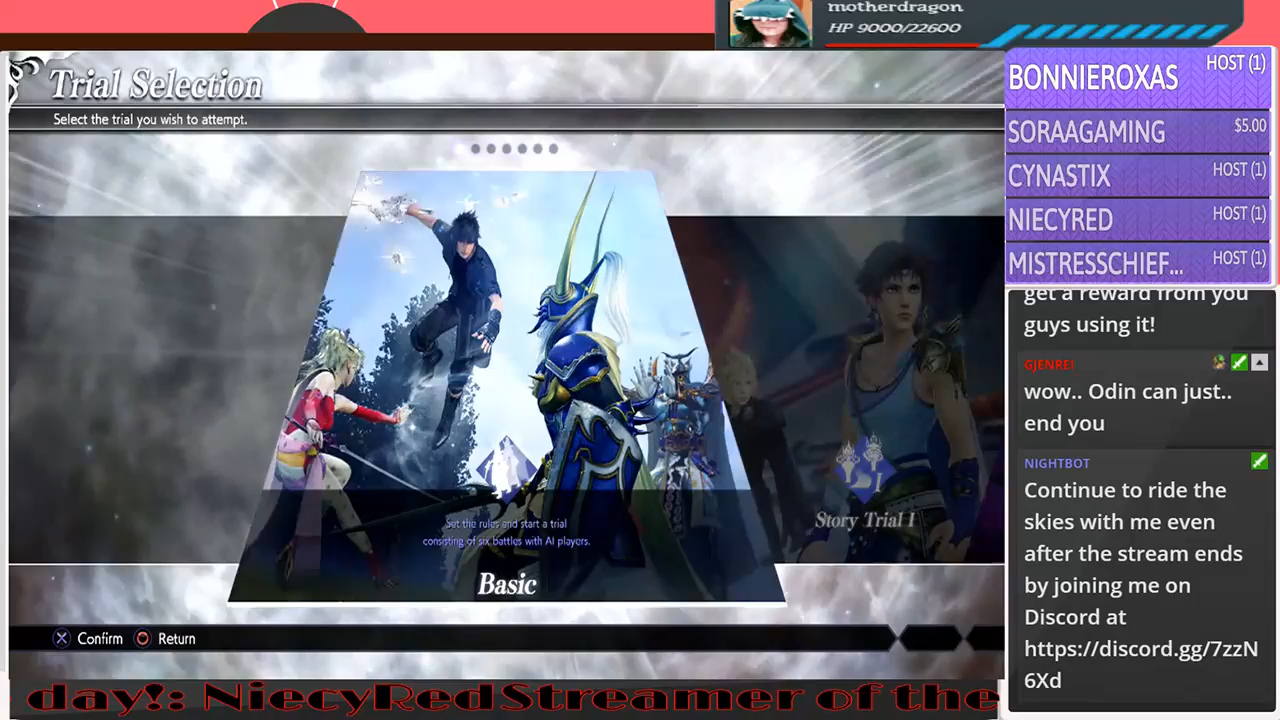 motherdragon
HP 9000/22600
Trial Selection
Select the trial you wish to attempt.
Set the rules and start a trial
consisting of six battles with AI players.
Basic
Story Trial I
Confirm
Return
BONNIEROXAS HOST (1)
SORAAGAMING $5.00
CYNASTIX HOST (1)
NIECYRED HOST (1)
MISTRESSCHIEF... HOST (1)
get a reward from you
guys using it!
GJENREI
wow.. Odin can just..
end you
NIGHTBOT
Continue to ride the
skies with me even
after the stream ends
by joining me on
Discord at
https://discord.gg/7zzN
6Xd
day!: NiecyRedStreamer of the